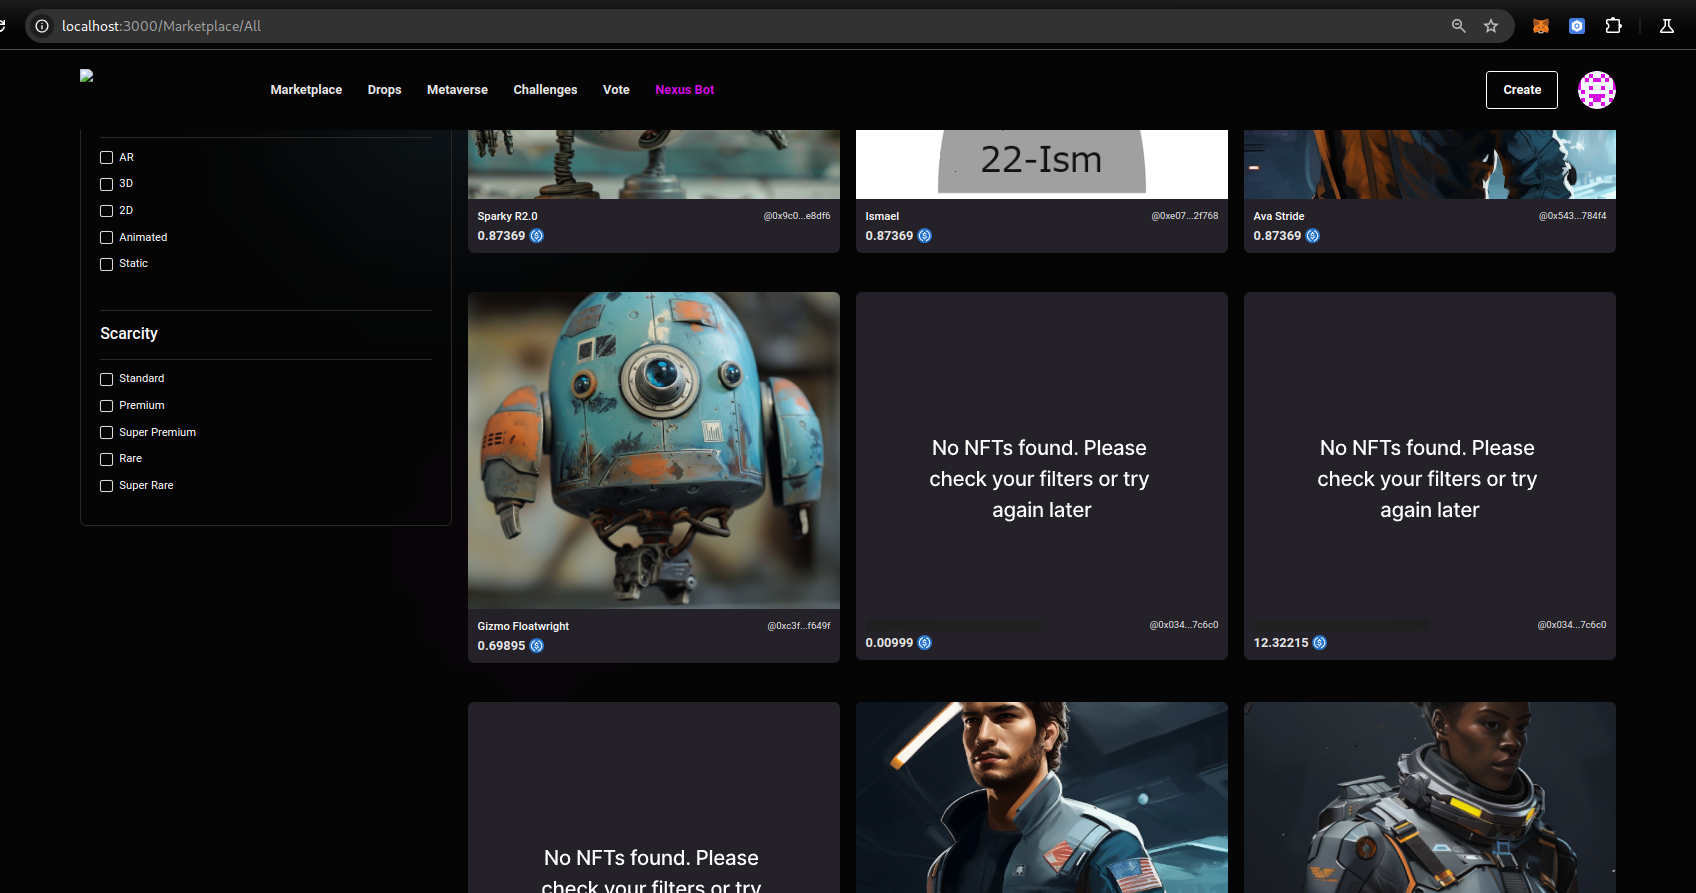 localhost:3000/Marketplace/All
Marketplace Drops Metaverse Challenges Vote Nexus Bot Create
AR
3D
2D
Animated
Static
Scarcity
Standard
Premium
Super Premium
Rare
Super Rare
22-Ism
Sparky R2.0 @0x9c0...e8df6
0.87369
Ismael @0xe07...2f768
0.87369
Ava Stride @0x543...784f4
0.87369
Gizmo Floatwright @0xc3f...f649f
0.69895
No NFTs found. Please
check your filters or try
again later
@0x034...7c6c0
0.00999
No NFTs found. Please
check your filters or try
again later
@0x034...7c6c0
12.32215
No NFTs found. Please
check your filters or try